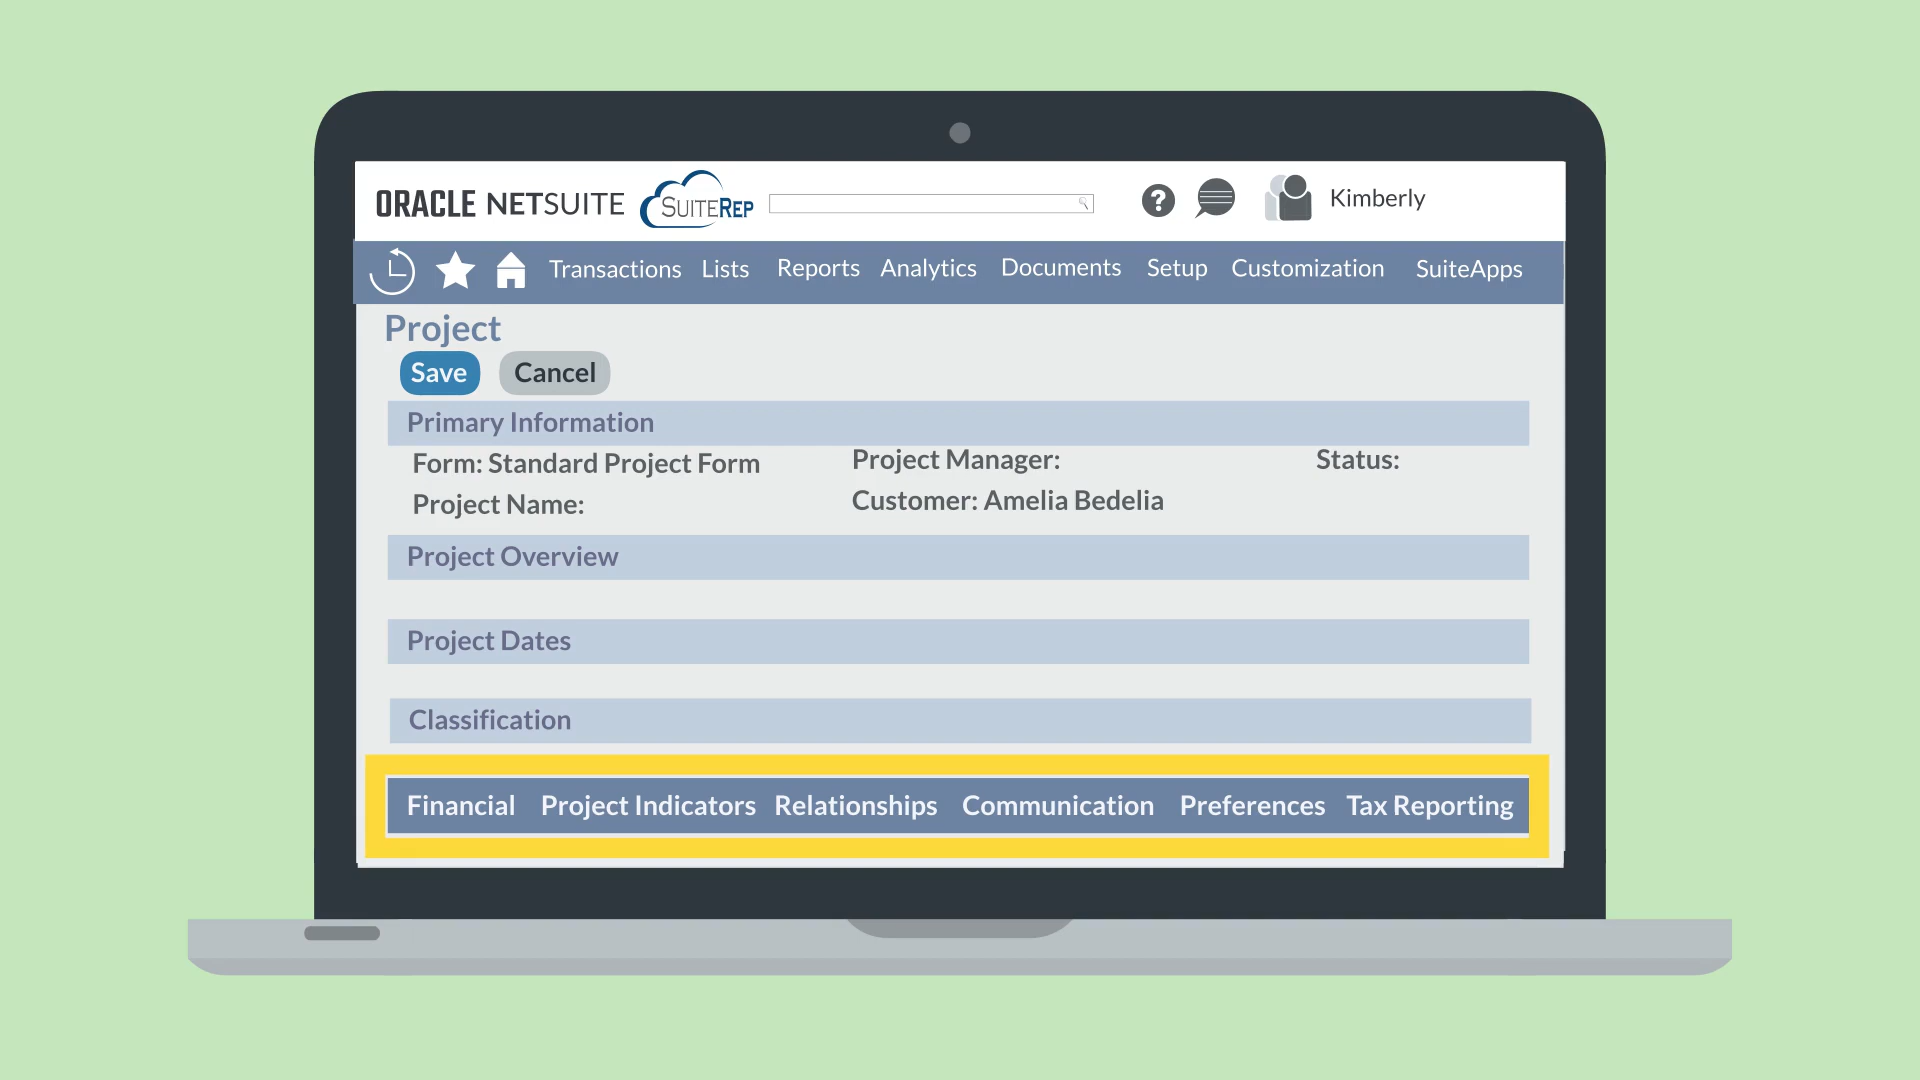 ORACLE NETSUITE SUITEREP ? Kimberly
Transactions Lists Reports Analytics Documents Setup Customization SuiteApps
Project
Save Cancel
Primary Information
Form: Standard Project Form Project Manager: Status:
Project Name: Customer: Amelia Bedelia
Project Overview
Project Dates
Classification
Financial Project Indicators Relationships Communication Preferences Tax Reporting